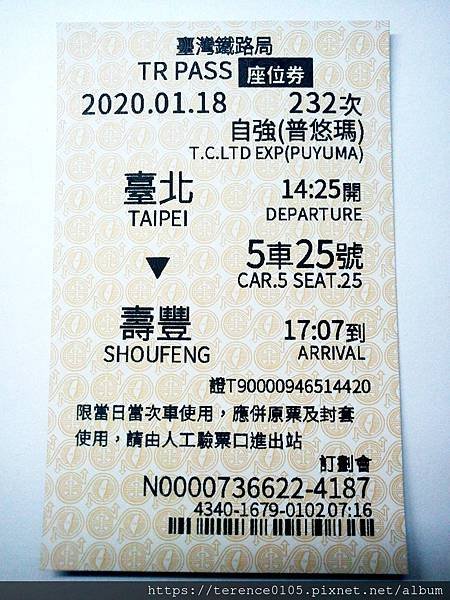 臺灣鐵路局
TR PASS 座位券
2020.01.18 232次
自強(普悠瑪)
T.C.LTD EXP(PUYUMA)
臺北 14:25開
TAIPEI DEPARTURE
5車25號
CAR.5 SEAT.25
▼
壽豐 17:07到
SHOUFENG ARRIVAL
證T90000946514420
限當日當次車使用，應併原票及封套
使用，請由人工驗票口進出站
訂劃會
N0000736622-4187
4340-1679-0102 07:16
https://terence0105.pixnet.net/album